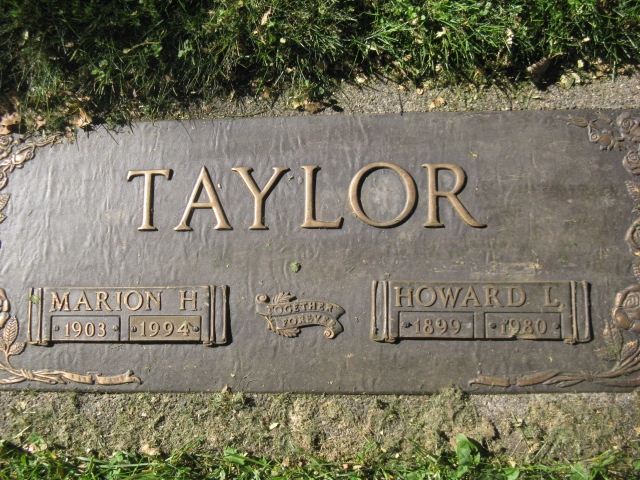 TAYLOR
MARION H
1903 1994
TOGETHER
FOREVER
HOWARD L
1899 1980